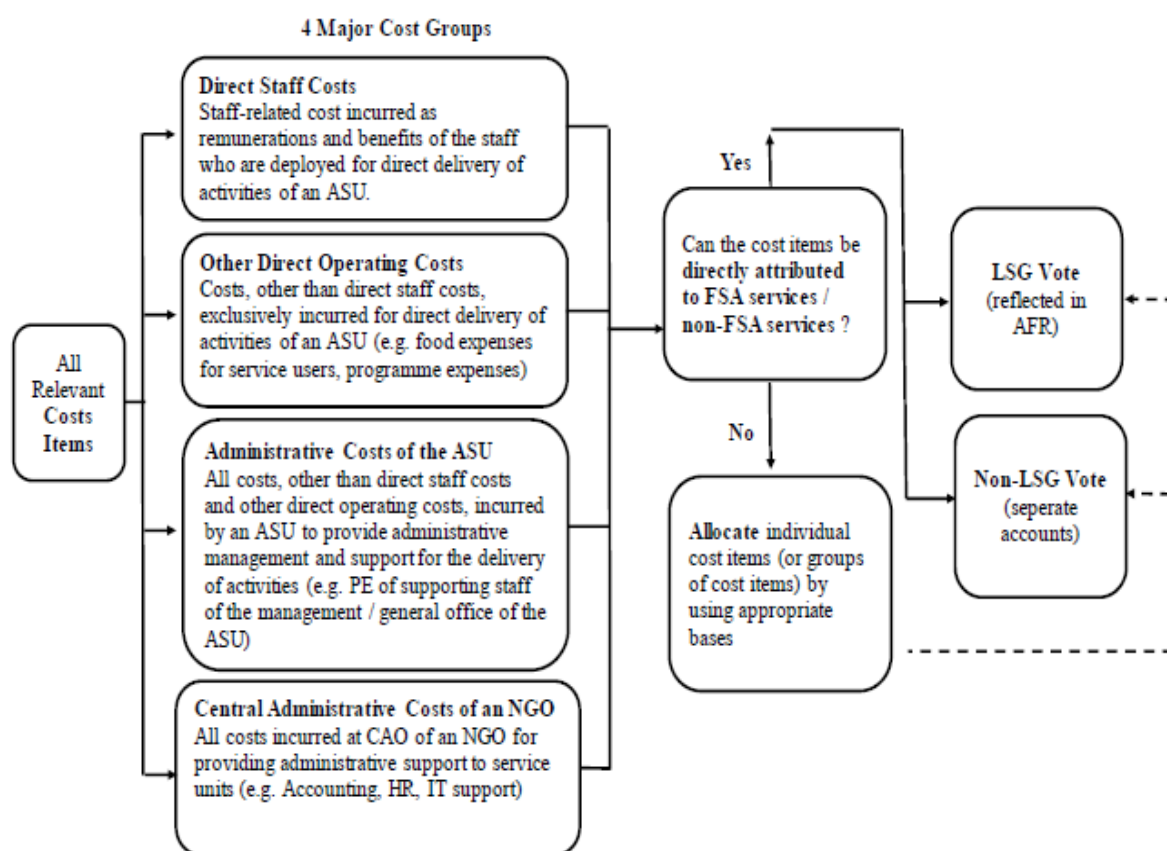 4 Major Cost Groups
Direct Staff Costs
Staff-related cost incurred as
remunerations and benefits of the staff
who are deployed for direct delivery of
activities of an ASU.
Other Direct Operating Costs
Costs, other than direct staff costs,
exclusively incurred for direct delivery of
activities of an ASU (e.g. food expenses
for service users, programme expenses)
All
Relevant
Costs
Items
Administrative Costs of the ASU
All costs, other than direct staff costs
and other direct operating costs, incurred
by an ASU to provide administrative
management and support for the delivery
of activities (e.g. PE of supporting staff
of the management / general office of the
ASU)
Central Administrative Costs of an NGO
All costs incurred at CAO of an NGO for
providing administrative support to service
units (e.g. Accounting, HR, IT support)
Yes
Can the cost items be
directly attributed
to FSA services /
non-FSA services ?
No
Allocate individual
cost items (or groups
of cost items) by
using appropriate
bases
LSG Vote
(reflected in
AFR)
Non-LSG Vote
(seperate
accounts)